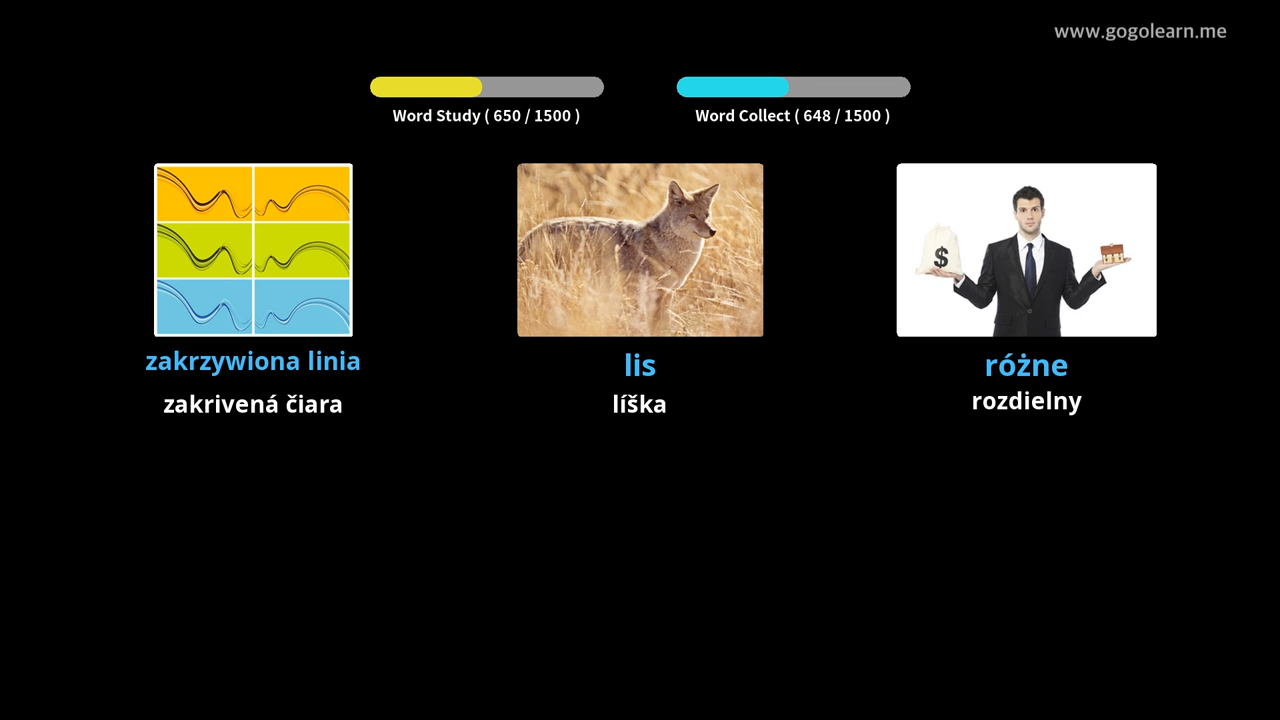 www.gogolearn.me
Word Study ( 650 / 1500 )
Word Collect ( 648 / 1500 )
$
zakrzywiona linia
lis
różne
zakrivená čiara
líška
rozdielny